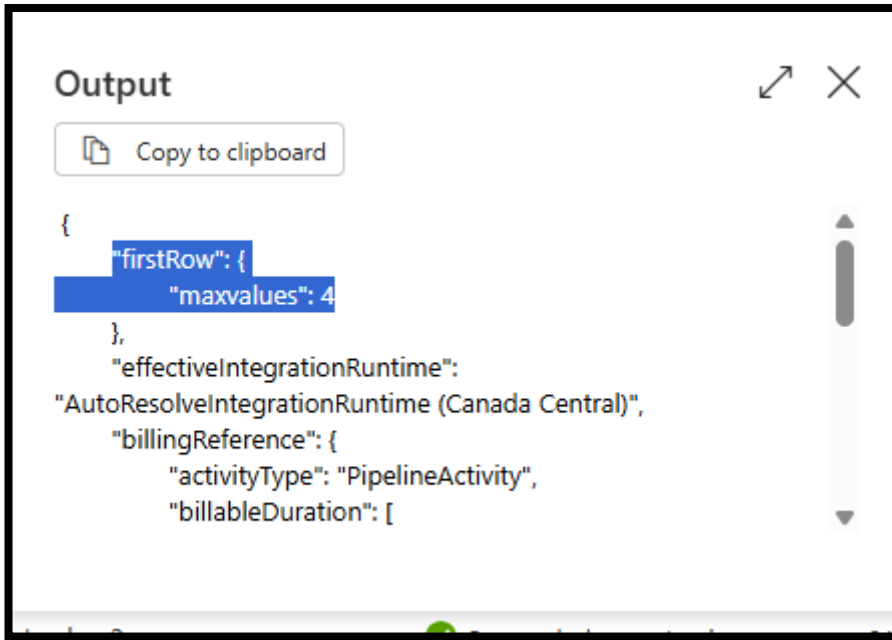 Output
Copy to clipboard
{
"firstRow": {
"maxvalues": 4
},
"effectiveIntegrationRuntime":
"AutoResolveIntegrationRuntime (Canada Central)",
"billingReference": {
"activityType": "PipelineActivity",
"billableDuration": [